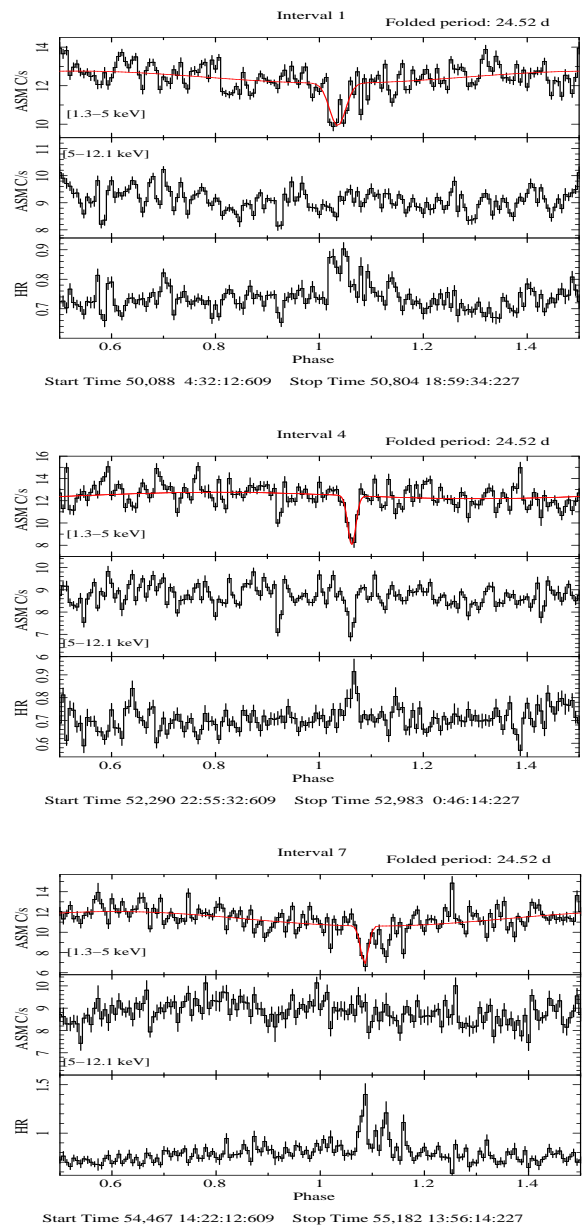 Interval 1
Folded period: 24.52 d
14
12
10
ASM C/s
[1.3−5 keV]
11
10
9
8
ASM C/s
[5−12.1 keV]
0.9
0.8
0.7
HR
0.6 0.8 1 1.2 1.4
Phase
Start Time 50,088 4:32:12:609 Stop Time 50,804 18:59:34:227
Interval 4
Folded period: 24.52 d
16
14
12
10
8
ASM C/s
[1.3−5 keV]
10
9
8
7
6
ASM C/s
[5−12.1 keV]
0.9
0.8
0.7
0.6
HR
0.6 0.8 1 1.2 1.4
Phase
Start Time 52,290 22:55:32:609 Stop Time 52,983 0:46:14:227
Interval 7
Folded period: 24.52 d
14
12
10
8
6
ASM C/s
[1.3−5 keV]
10
9
8
6
ASM C/s
[5−12.1 keV]
1.5
1
HR
0.6 0.8 1 1.2 1.4
Phase
Start Time 54,467 14:22:12:609 Stop Time 55,182 13:56:14:227